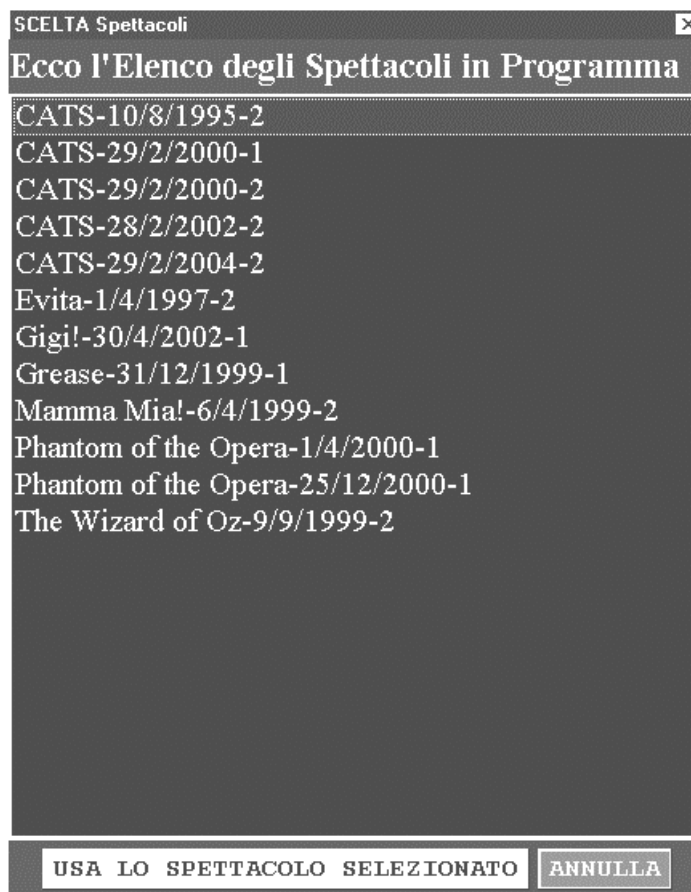 SCELTA Spettacoli
Ecco l'Elenco degli Spettacoli in Programma
CATS-10/8/1995-2
CATS-29/2/2000-1
CATS-29/2/2000-2
CATS-28/2/2002-2
CATS-29/2/2004-2
Evita-1/4/1997-2
Gigi!-30/4/2002-1
Grease-31/12/1999-1
Mamma Mia!-6/4/1999-2
Phantom of the Opera-1/4/2000-1
Phantom of the Opera-25/12/2000-1
The Wizard of Oz-9/9/1999-2
USA LO SPETTACOLO SELEZIONATO ANNULLA